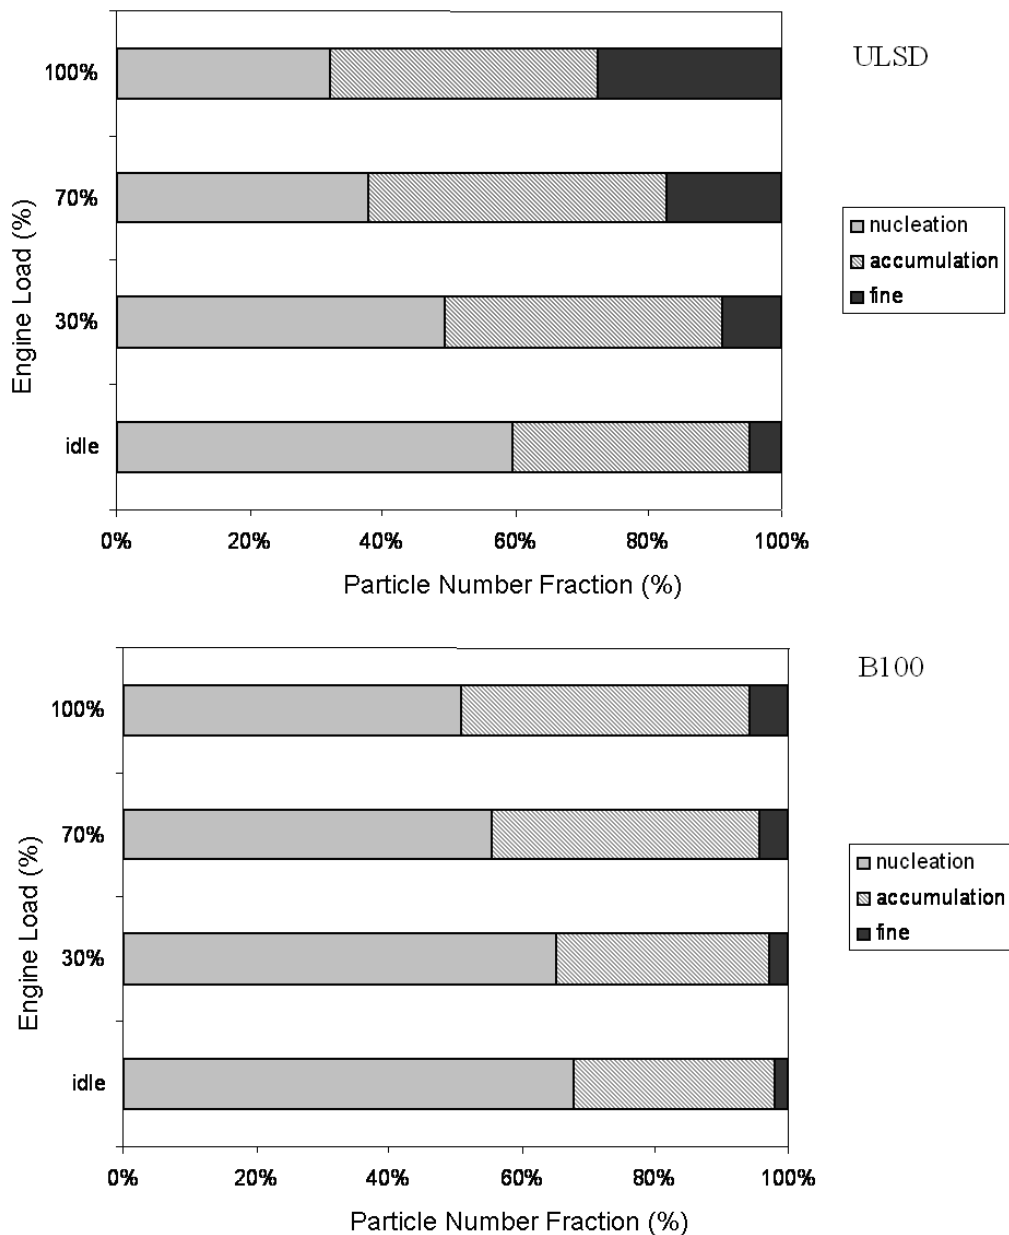 ULSD
100%
70%
30%
idle
Engine Load (%)
0% 20% 40% 60% 80% 100%
Particle Number Fraction (%)
nucleation
accumulation
fine
B100
100%
70%
30%
idle
Engine Load (%)
0% 20% 40% 60% 80% 100%
Particle Number Fraction (%)
nucleation
accumulation
fine